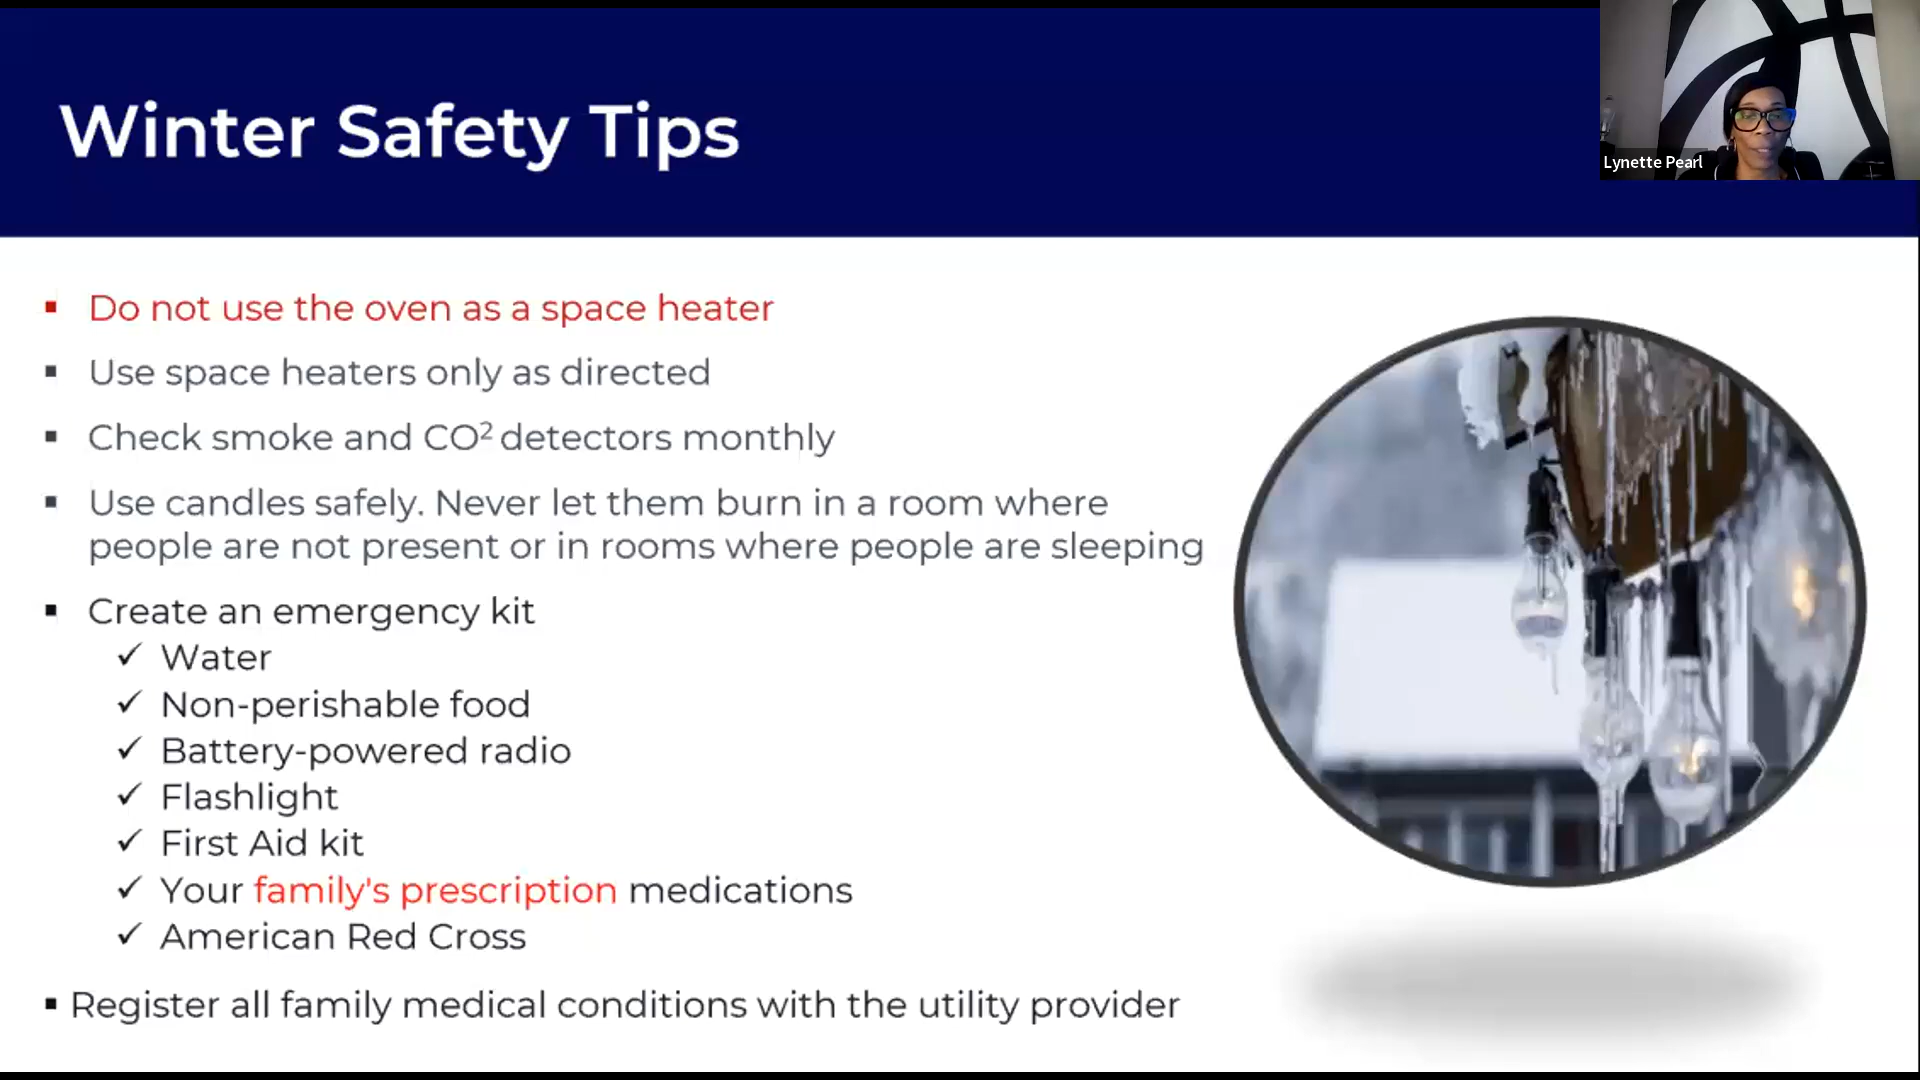 Winter Safety Tips
Lynette Pearl
▪ Do not use the oven as a space heater
▪ Use space heaters only as directed
▪ Check smoke and CO² detectors monthly
▪ Use candles safely. Never let them burn in a room where
people are not present or in rooms where people are sleeping
▪ Create an emergency kit
✓ Water
✓ Non-perishable food
✓ Battery-powered radio
✓ Flashlight
✓ First Aid kit
✓ Your family's prescription medications
✓ American Red Cross
▪ Register all family medical conditions with the utility provider